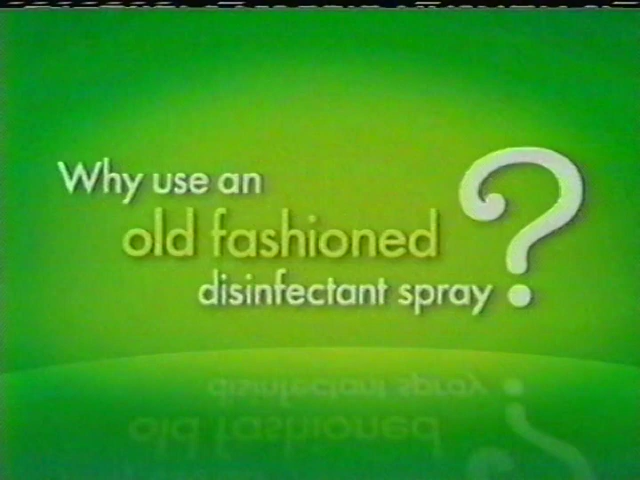 Why use an
old fashioned
disinfectant spray?